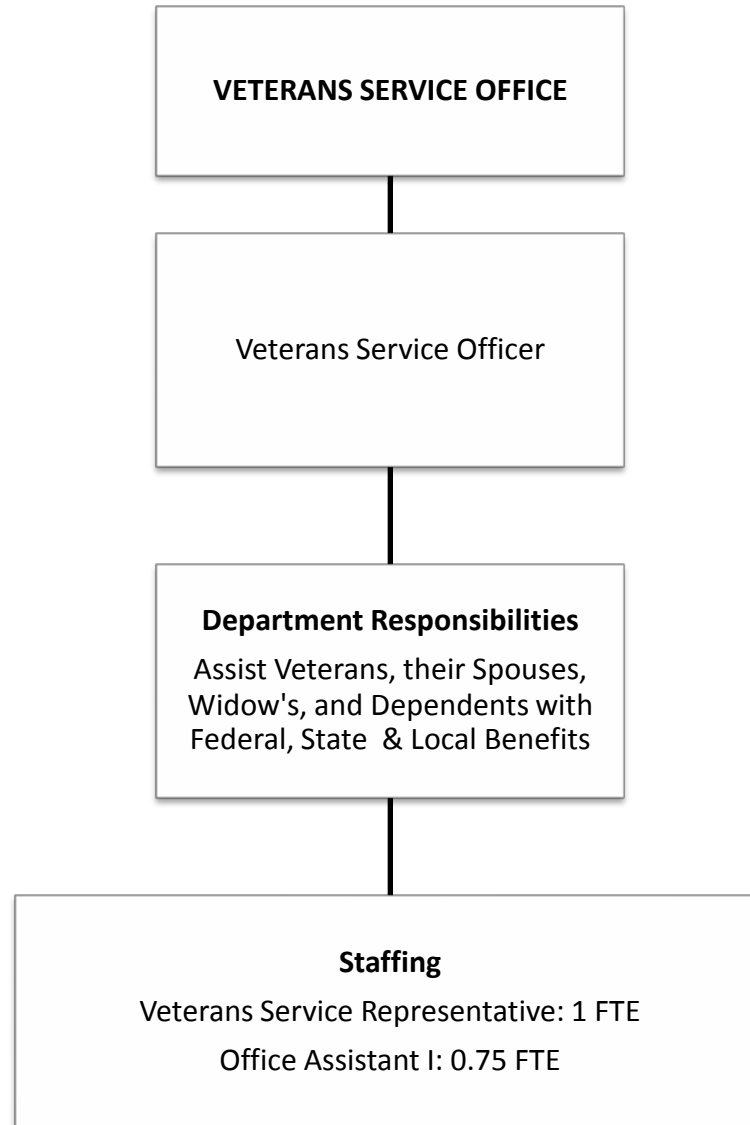 VETERANS SERVICE OFFICE
Veterans Service Officer
Department Responsibilities
Assist Veterans, their Spouses,
Widow's, and Dependents with
Federal, State  & Local Benefits
Staffing
Veterans Service Representative: 1 FTE
Office Assistant I: 0.75 FTE